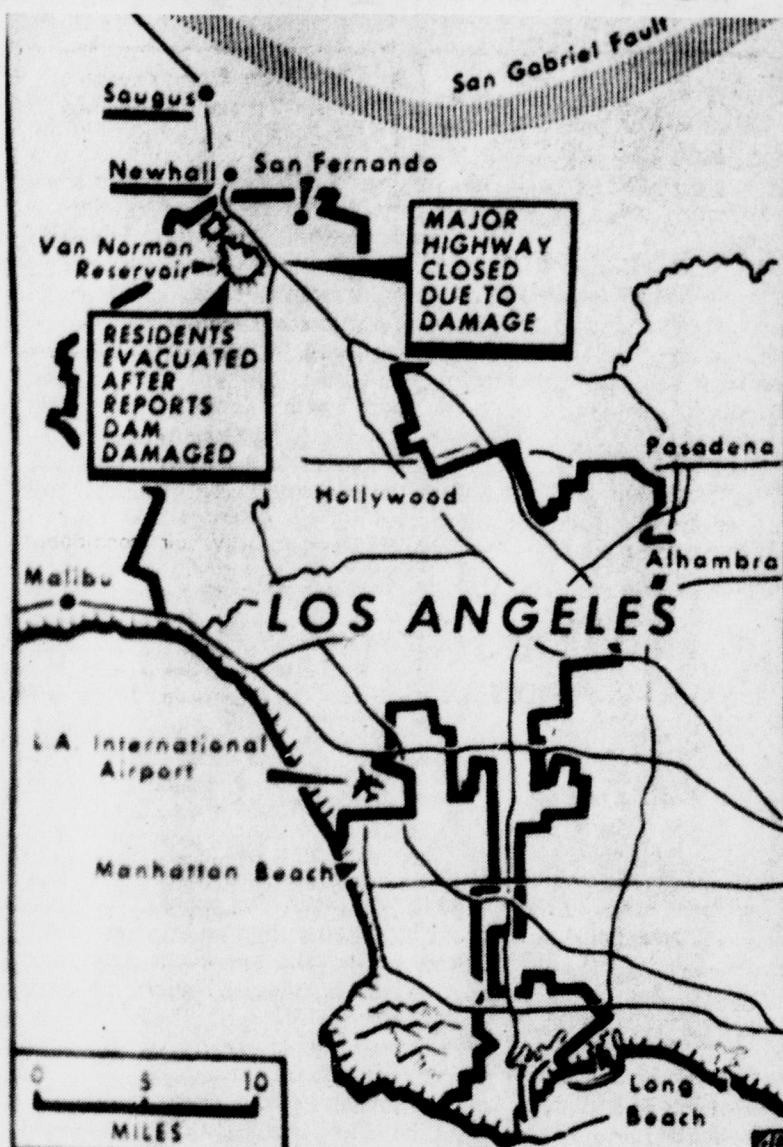 San Gabriel Fault
Saugus
Newhall
San Fernando
Van Norman
Reservoir
MAJOR
HIGHWAY
CLOSED
DUE TO
DAMAGE
RESIDENTS
EVACUATED
AFTER
REPORTS
DAM
DAMAGED
Pasadena
Hollywood
Alhambra
Malibu
LOS ANGELES
L.A. International
Airport
Manhattan Beach
0 5 10
MILES
Long
Beach